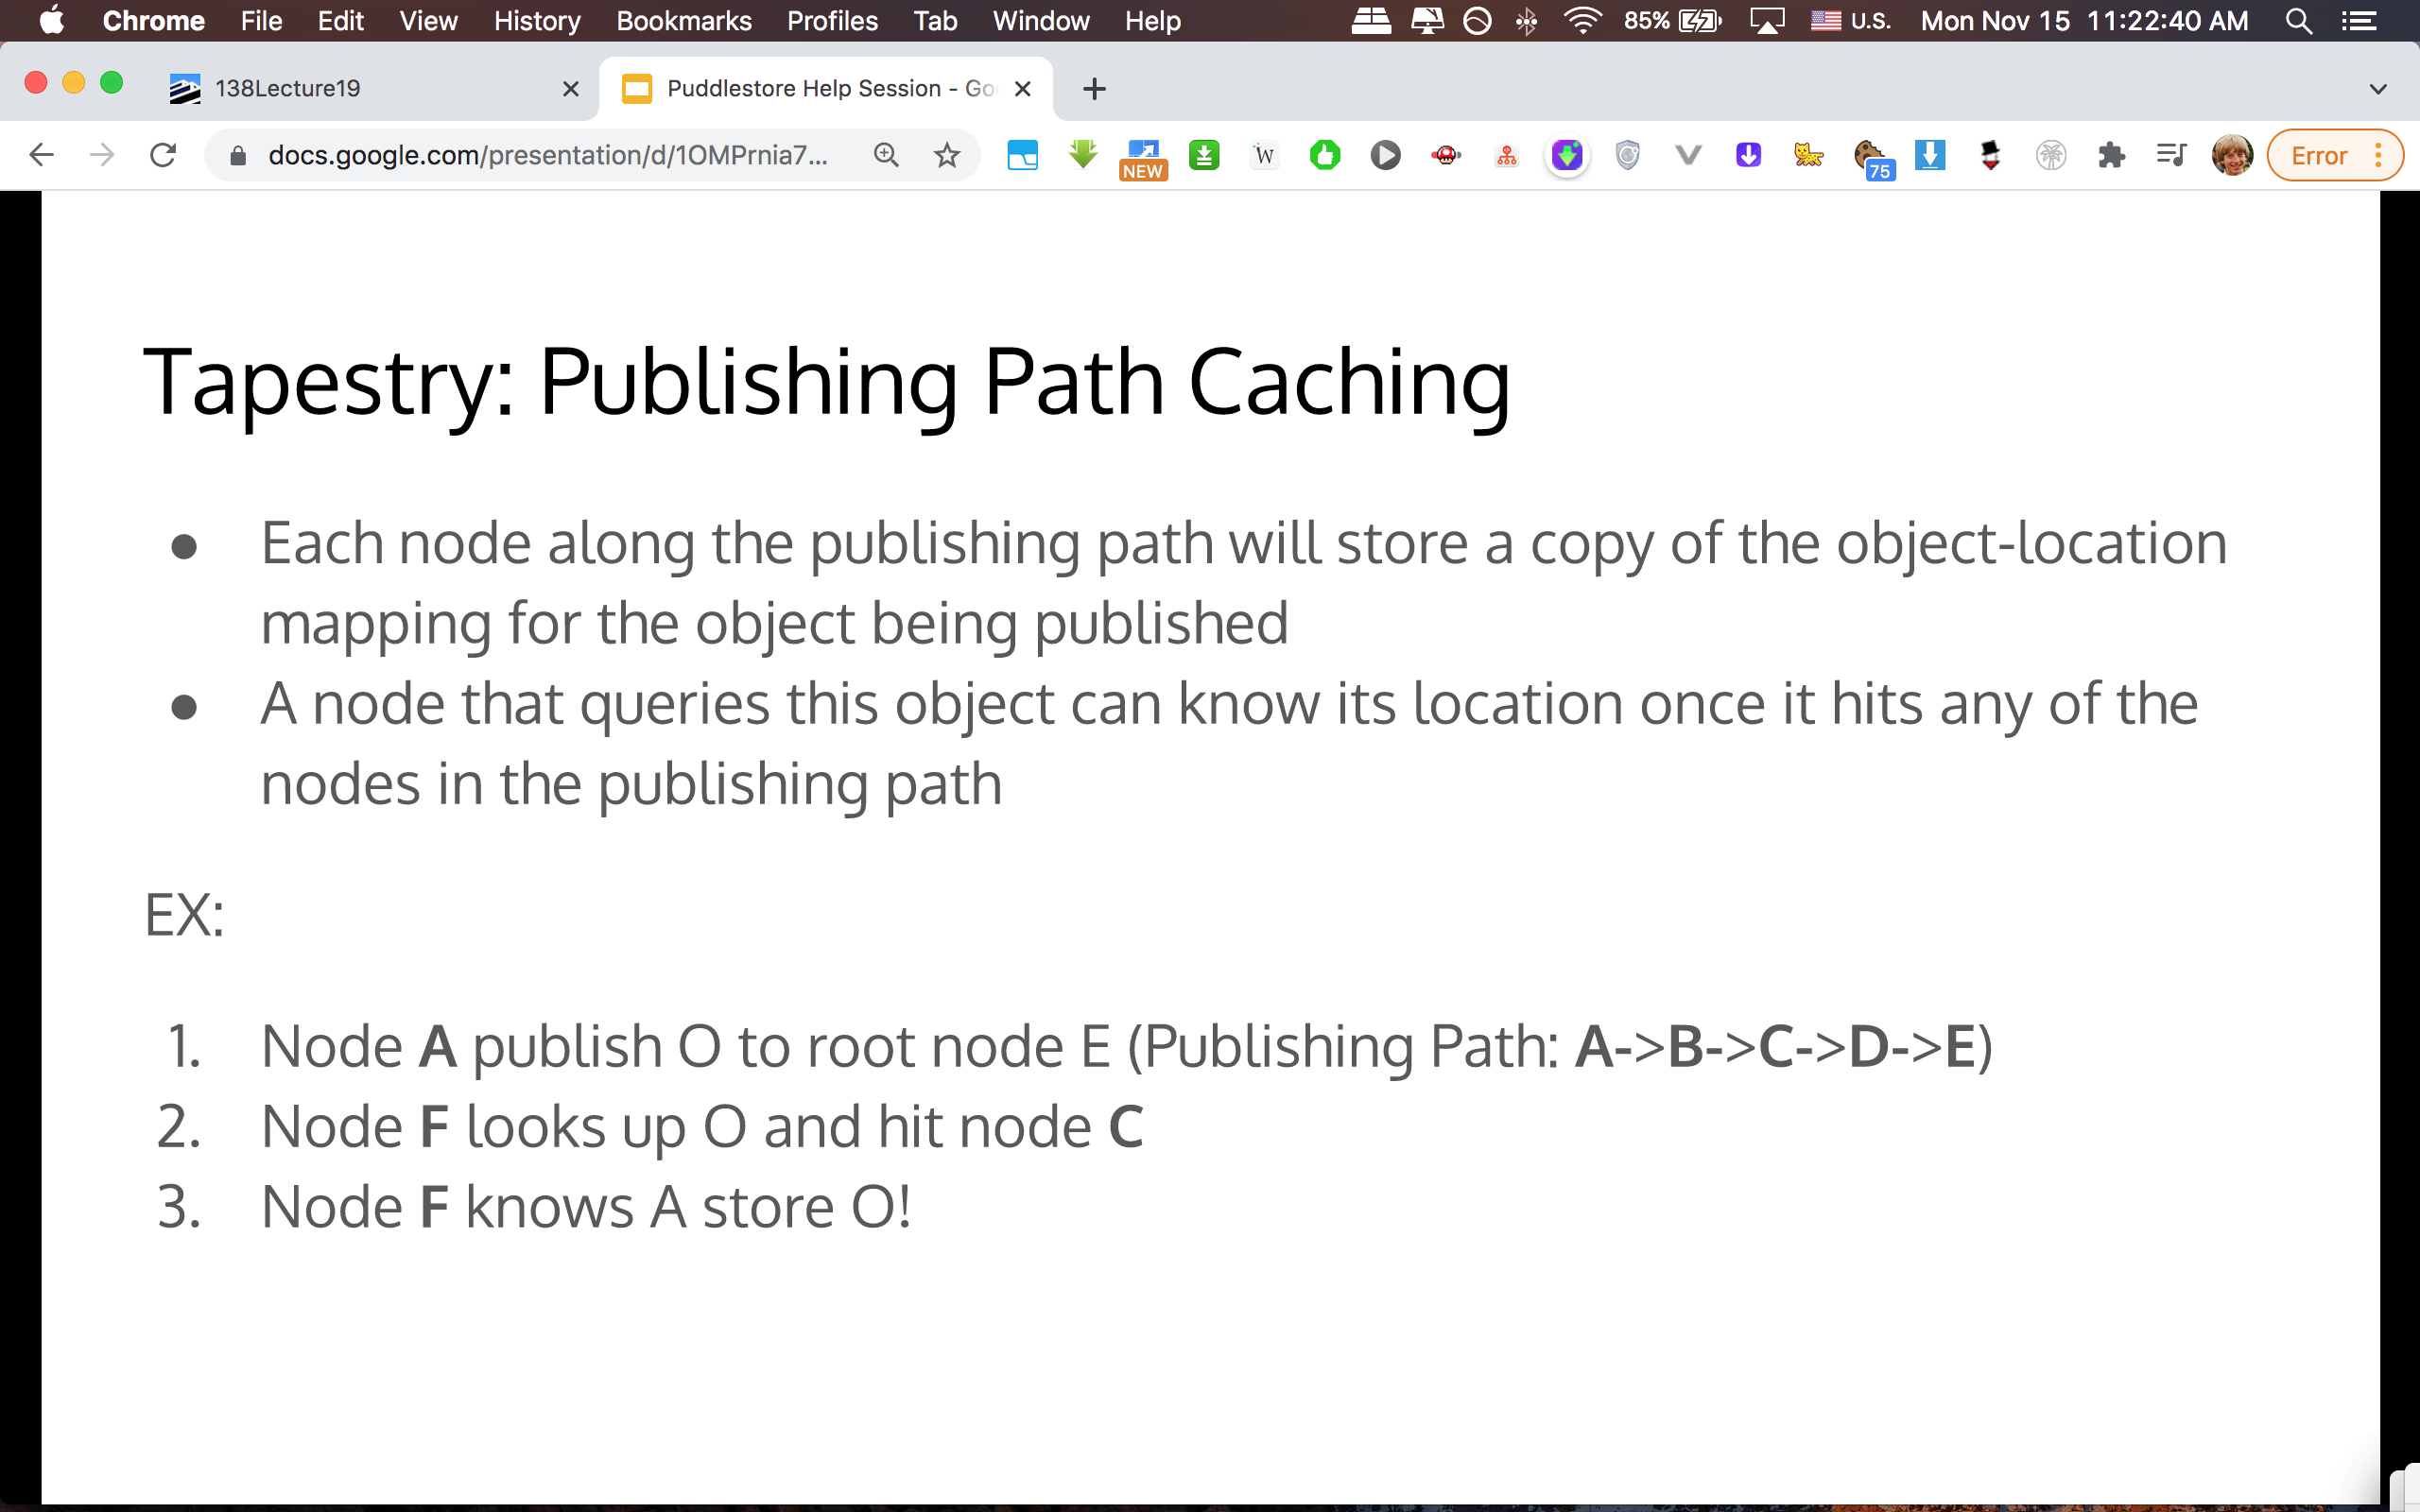 Chrome File Edit View History Bookmarks Profiles Tab Window Help 85% U.S. Mon Nov 15 11:22:40 AM
138Lecture19 Puddlestore Help Session - Go
docs.google.com/presentation/d/1OMPrnia7... NEW W 75 Error
Tapestry: Publishing Path Caching
● Each node along the publishing path will store a copy of the object-location
mapping for the object being published
● A node that queries this object can know its location once it hits any of the
nodes in the publishing path
EX:
1. Node A publish O to root node E (Publishing Path: A->B->C->D->E)
2. Node F looks up O and hit node C
3. Node F knows A store O!